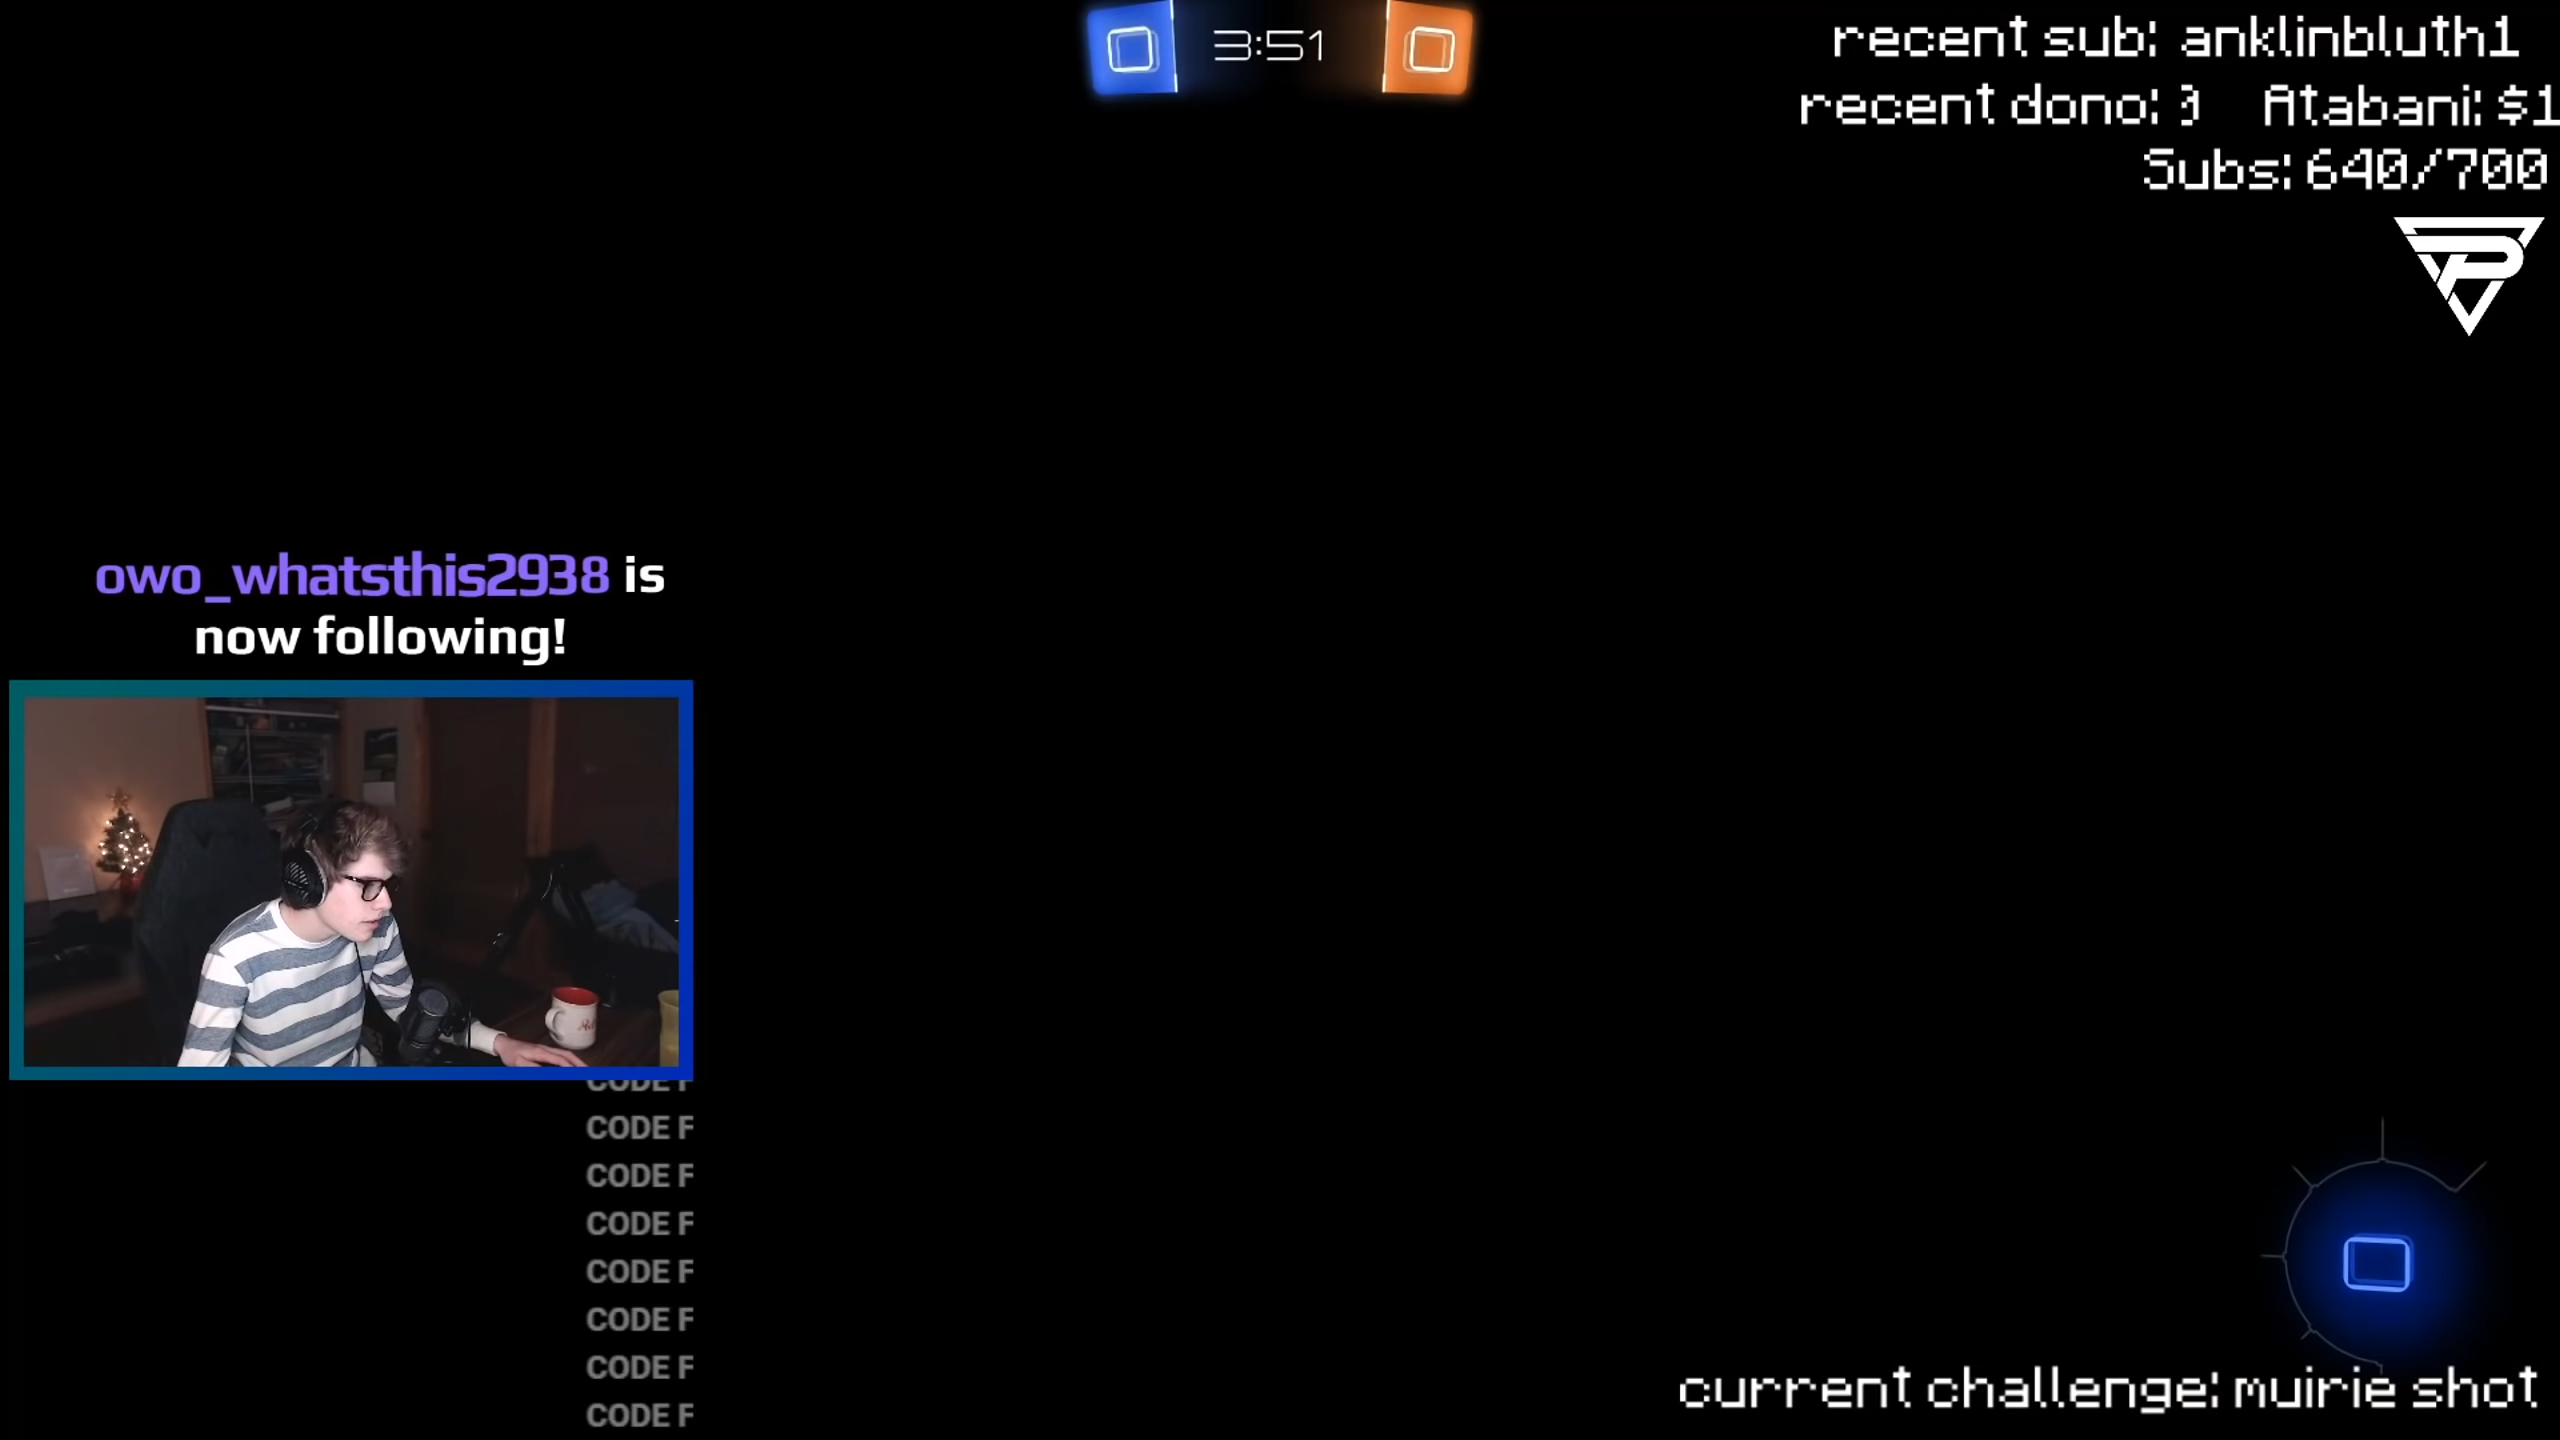 3:51
recent sub: anklinbluth1
recent dono: Atabani: $1
Subs: 640/700
owo_whatsthis2938 is
now following!
CODE F
CODE F
CODE F
CODE F
CODE F
CODE F
CODE F
CODE F
current challenge: muirie shot